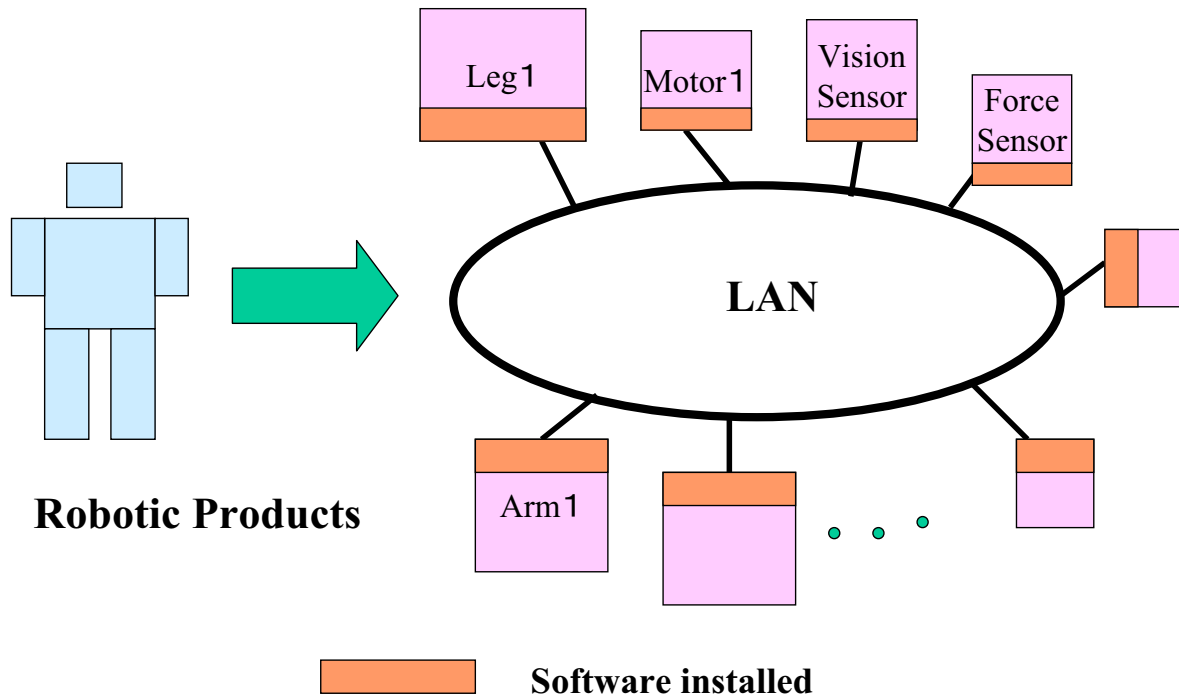 Leg1
Motor1
Vision
Sensor
Force
Sensor
LAN
Robotic Products
Arm1
Software installed